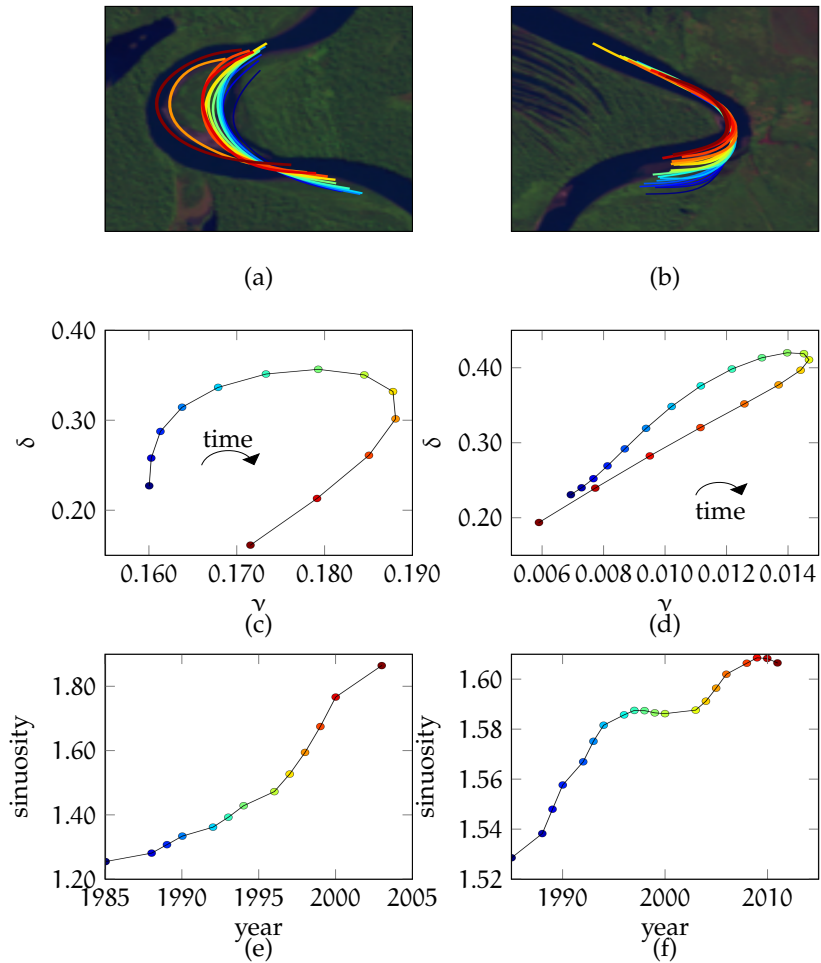 (a)
(b)
0.40
0.30
0.20
δ
time
0.160
0.170
0.180
0.190
ν
(c)
0.40
0.30
0.20
δ
time
0.006
0.008
0.010
0.012
0.014
ν
(d)
1.80
1.60
1.40
1.20
sinuosity
1985
1990
1995
2000
2005
year
(e)
1.60
1.58
1.56
1.54
1.52
sinuosity
1990
2000
2010
year
(f)